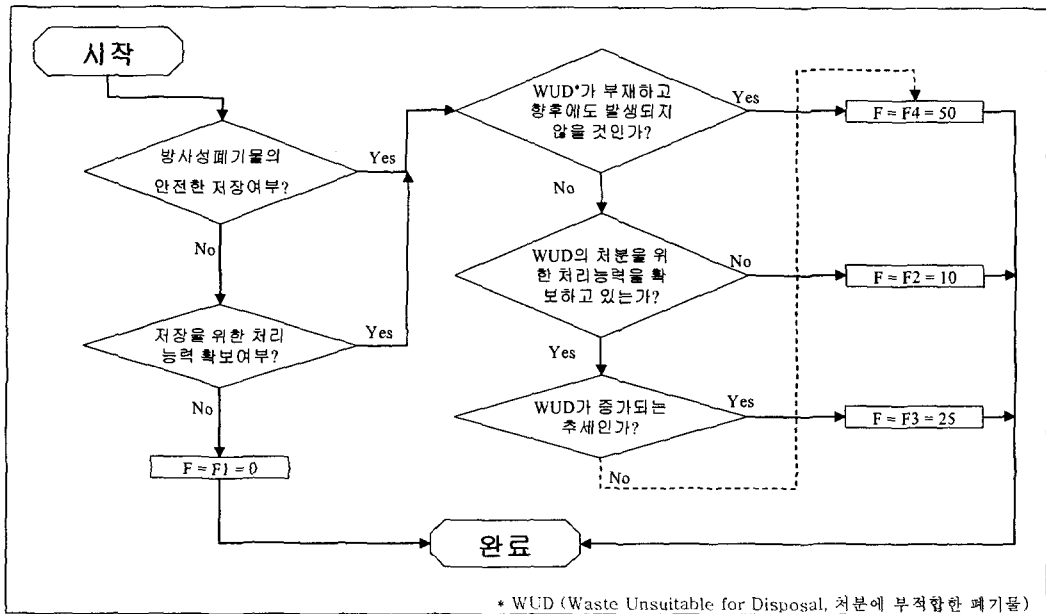 시작
방사성폐기물의
안전한 저장여부?
Yes
No
저장을 위한 처리
능력 확보여부?
Yes
No
F = F1 = 0
WUD*가 부재하고
향후에도 발생되지
않을 것인가?
Yes
F = F4 = 50
No
WUD의 처분을 위
한 처리능력을 확
보하고 있는가?
No
F = F2 = 10
Yes
WUD가 증가되는
추세인가?
Yes
F = F3 = 25
No
완료
* WUD (Waste Unsuitable for Disposal, 처분에 부적합한 폐기물)